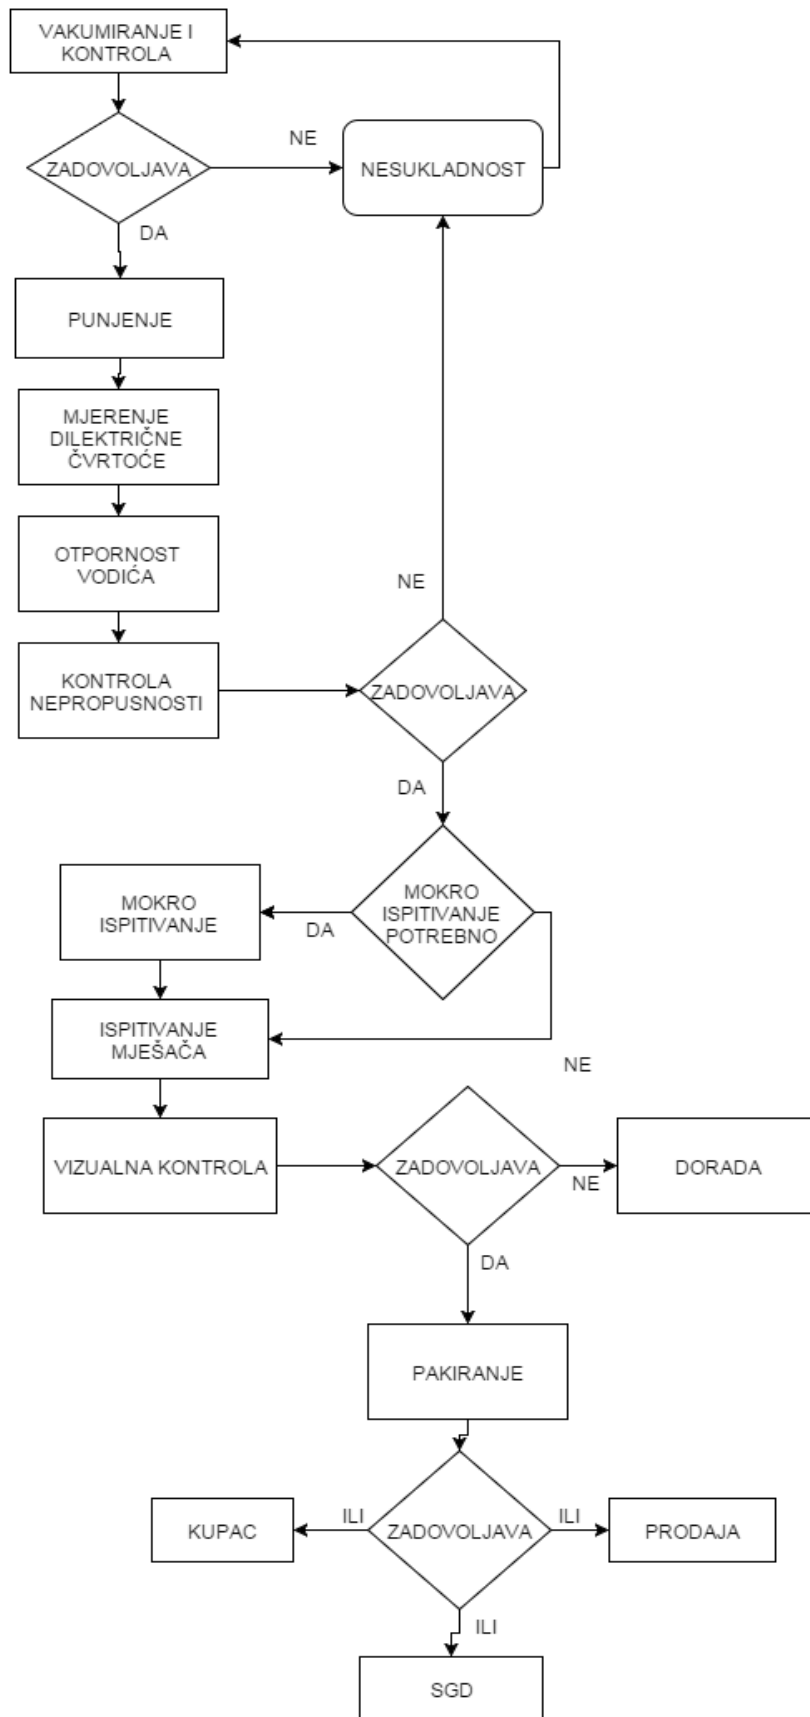 VAKUMIRANJE I
KONTROLA
NE
ZADOVOLJAVA
NESUKLADNOST
DA
PUNJENJE
MJERENJE
DILEKTRIČNE
ČVRTOĆE
OTPORNOST
VODIĆA
NE
KONTROLA
NEPROPUSNOSTI
ZADOVOLJAVA
DA
MOKRO
ISPITIVANJE
POTREBNO
DA
MOKRO
ISPITIVANJE
ISPITIVANJE
MJEŠAČA
NE
VIZUALNA KONTROLA
ZADOVOLJAVA
NE
DORADA
DA
PAKIRANJE
KUPAC
ILI
ZADOVOLJAVA
ILI
PRODAJA
ILI
SGD